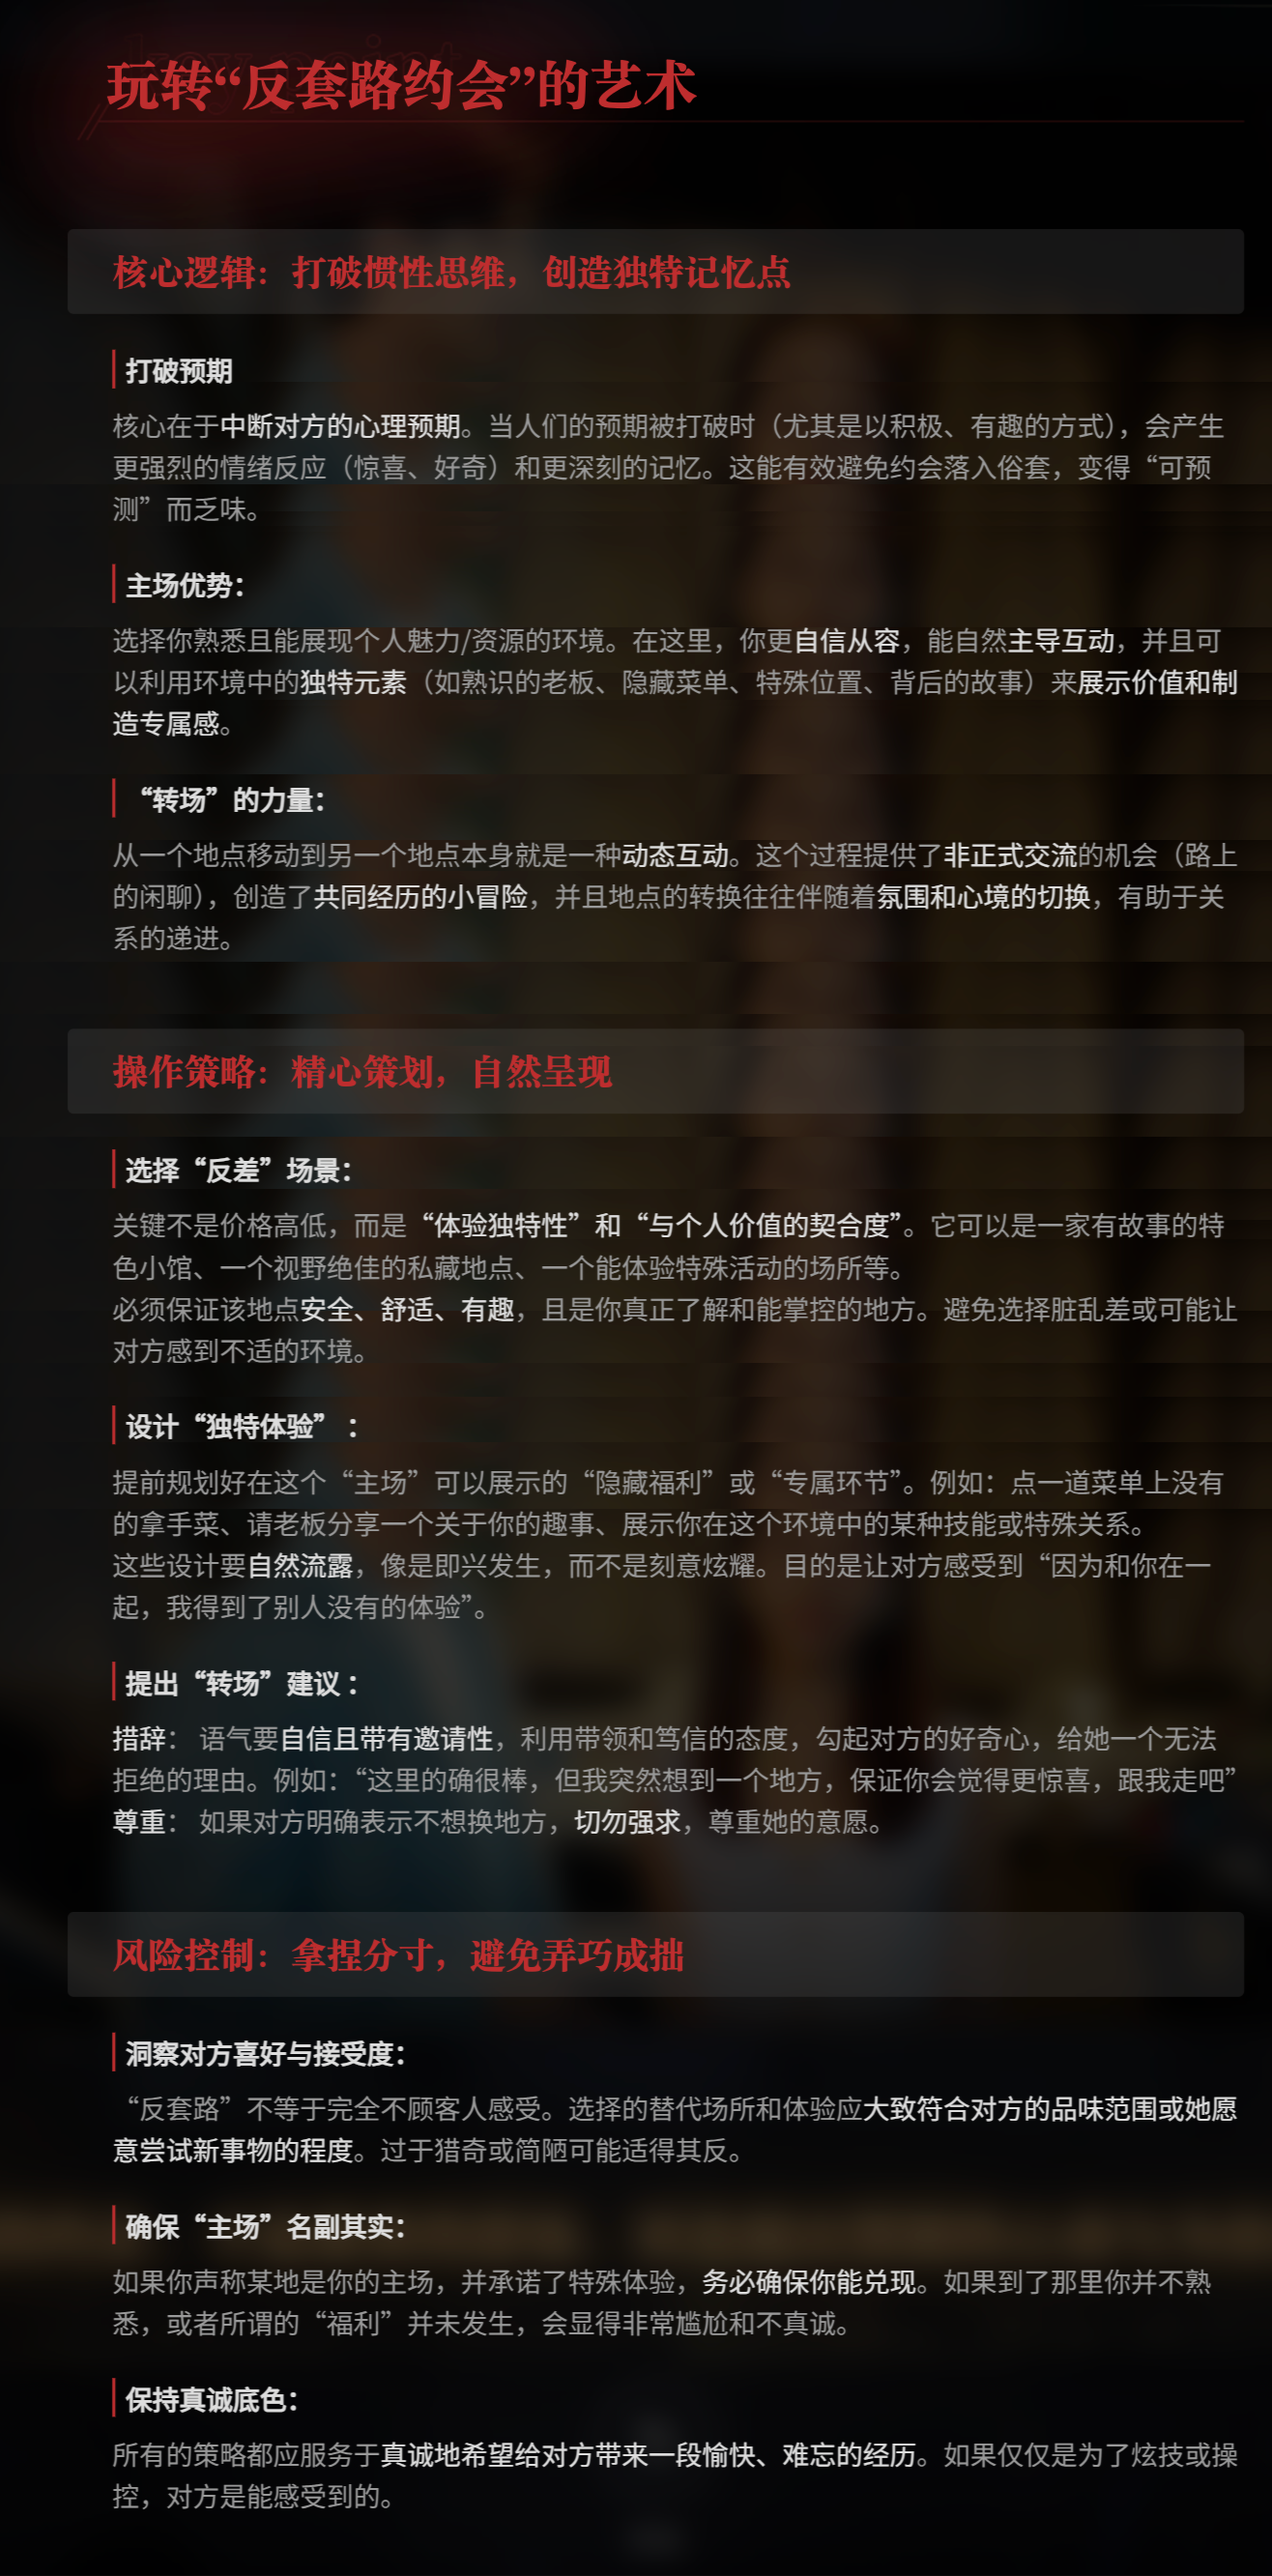 玩转“反套路约会”的艺术
核心逻辑：打破惯性思维，创造独特记忆点
打破预期
核心在于中断对方的心理预期。当人们的预期被打破时（尤其是以积极、有趣的方式），会产生
更强烈的情绪反应（惊喜、好奇）和更深刻的记忆。这能有效避免约会落入俗套，变得“可预
测”而乏味。
主场优势：
选择你熟悉且能展现个人魅力/资源的环境。在这里，你更自信从容，能自然主导互动，并且可
以利用环境中的独特元素（如熟识的老板、隐藏菜单、特殊位置、背后的故事）来展示价值和制
造专属感。
“转场”的力量：
从一个地点移动到另一个地点本身就是一种动态互动。这个过程提供了非正式交流的机会（路上
的闲聊），创造了共同经历的小冒险，并且地点的转换往往伴随着氛围和心境的切换，有助于关
系的递进。
操作策略：精心策划，自然呈现
选择“反差”场景：
关键不是价格高低，而是“体验独特性”和“与个人价值的契合度”。它可以是一家有故事的特
色小馆、一个视野绝佳的私藏地点、一个能体验特殊活动的场所等。
必须保证该地点安全、舒适、有趣，且是你真正了解和能掌控的地方。避免选择脏乱差或可能让
对方感到不适的环境。
设计“独特体验” ：
提前规划好在这个“主场”可以展示的“隐藏福利”或“专属环节”。例如：点一道菜单上没有
的拿手菜、请老板分享一个关于你的趣事、展示你在这个环境中的某种技能或特殊关系。
这些设计要自然流露，像是即兴发生，而不是刻意炫耀。目的是让对方感受到“因为和你在一
起，我得到了别人没有的体验”。
提出“转场”建议 ：
措辞： 语气要自信且带有邀请性，利用带领和笃信的态度，勾起对方的好奇心，给她一个无法
拒绝的理由。例如：“这里的确很棒，但我突然想到一个地方，保证你会觉得更惊喜，跟我走吧”
尊重： 如果对方明确表示不想换地方，切勿强求，尊重她的意愿。
风险控制：拿捏分寸，避免弄巧成拙
洞察对方喜好与接受度：
“反套路”不等于完全不顾客人感受。选择的替代场所和体验应大致符合对方的品味范围或她愿
意尝试新事物的程度。过于猎奇或简陋可能适得其反。
确保“主场”名副其实：
如果你声称某地是你的主场，并承诺了特殊体验，务必确保你能兑现。如果到了那里你并不熟
悉，或者所谓的“福利”并未发生，会显得非常尴尬和不真诚。
保持真诚底色：
所有的策略都应服务于真诚地希望给对方带来一段愉快、难忘的经历。如果仅仅是为了炫技或操
控，对方是能感受到的。